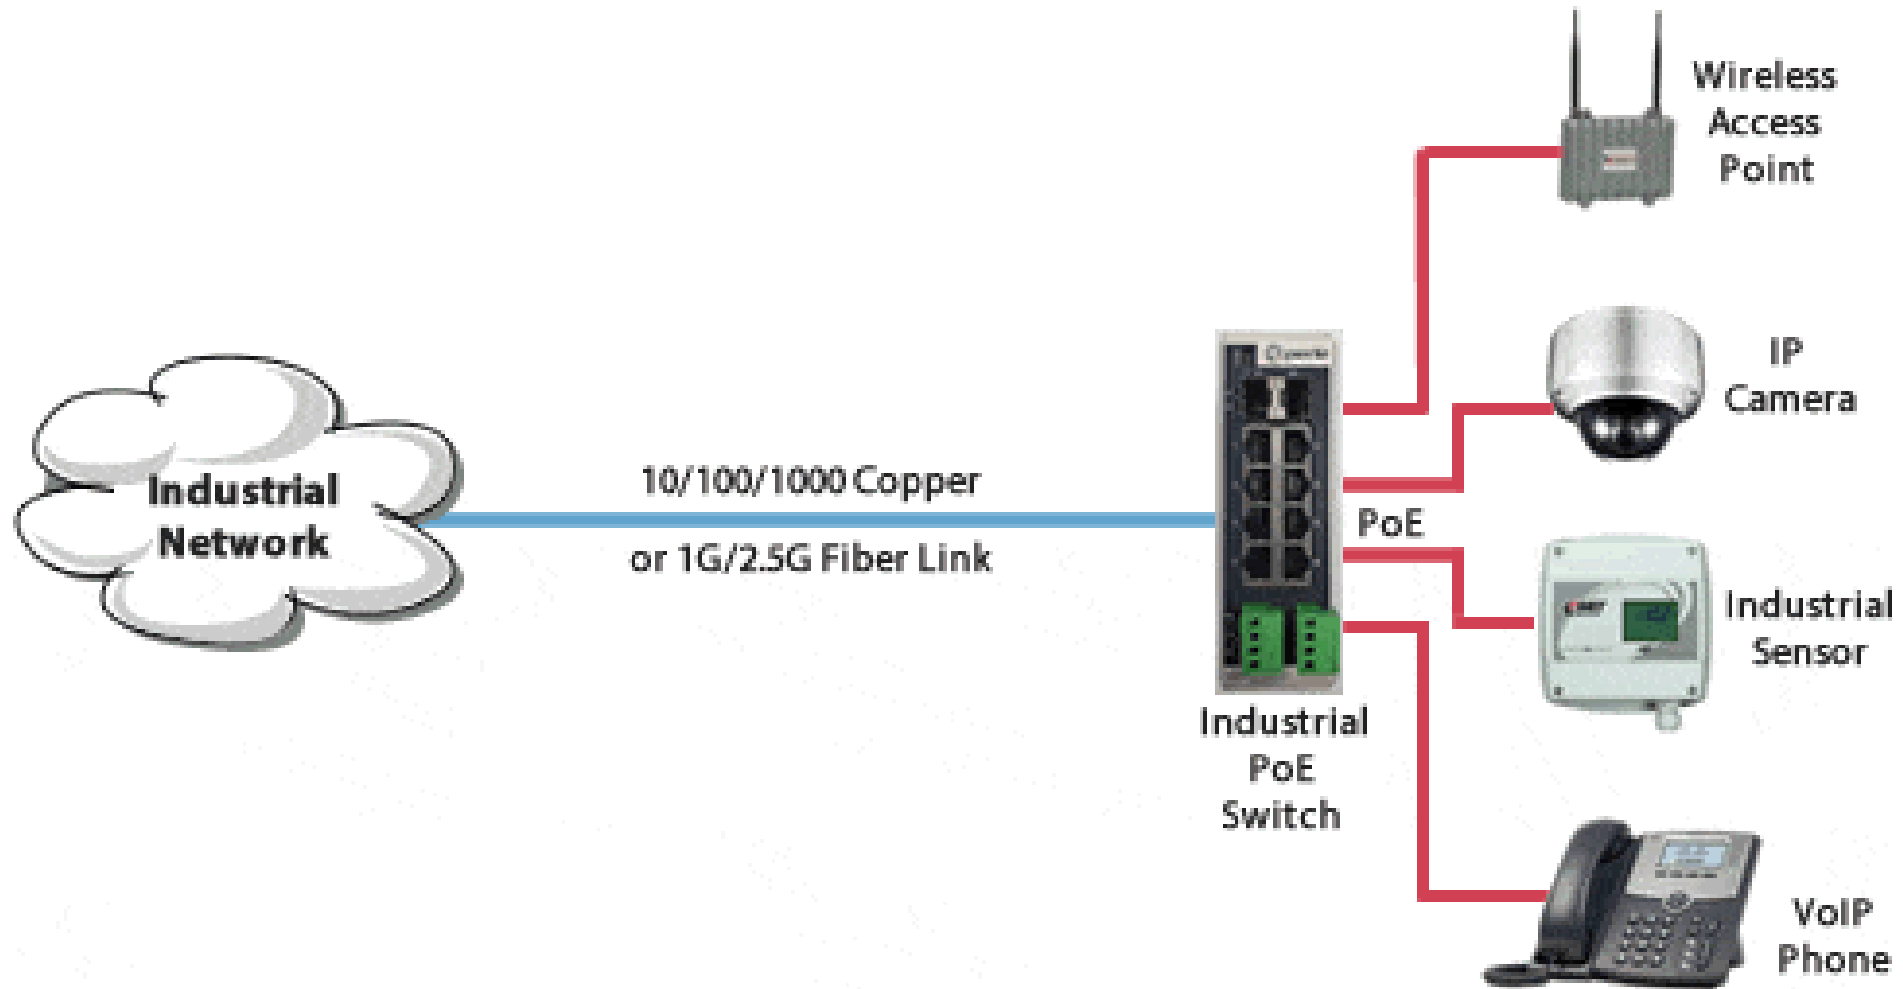 Wireless
Access
Point
IP
Camera
Industrial
Network
10/100/1000 Copper
or 1G/2.5G Fiber Link
PoE
Industrial
Sensor
Industrial
PoE
Switch
VoIP
Phone